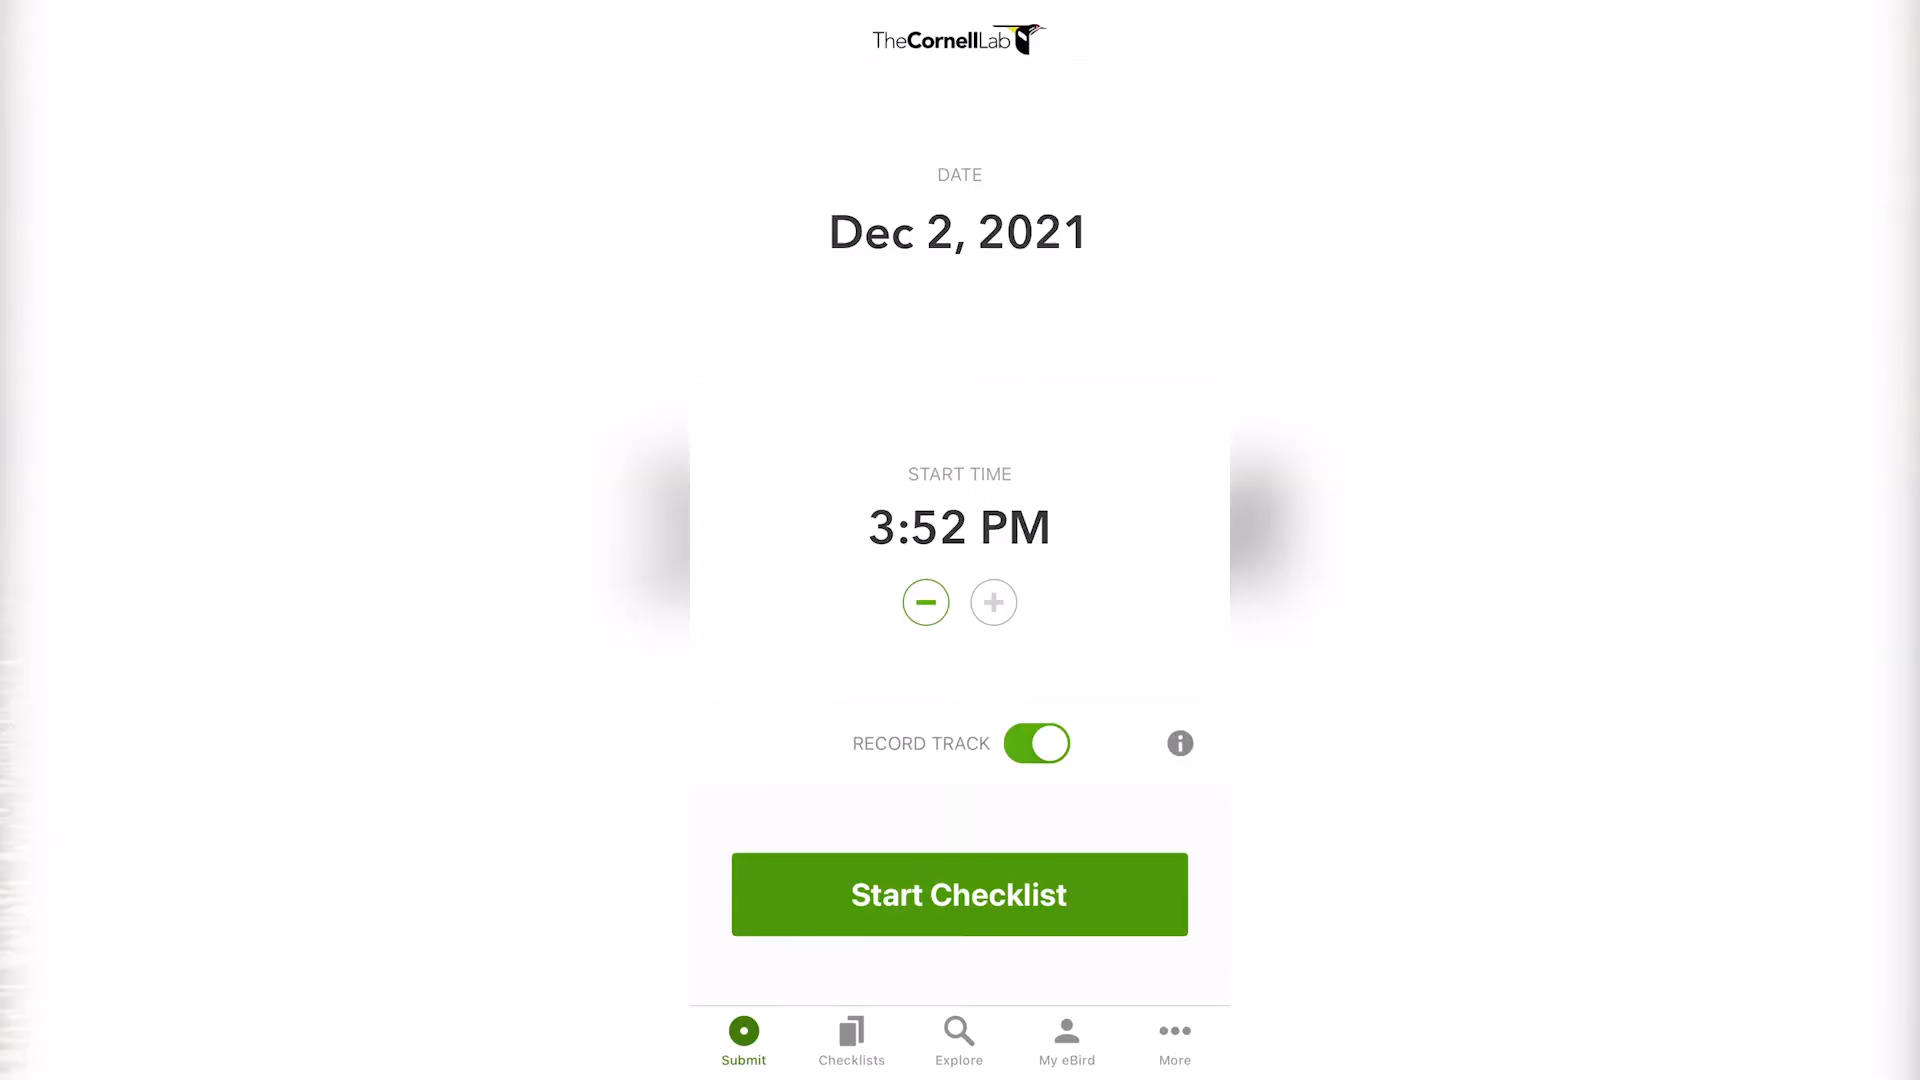 TheCornellLab
DATE
Dec 2, 2021
START TIME
3:52 PM
RECORD TRACK
Start Checklist
Submit Checklists Explore My eBird More